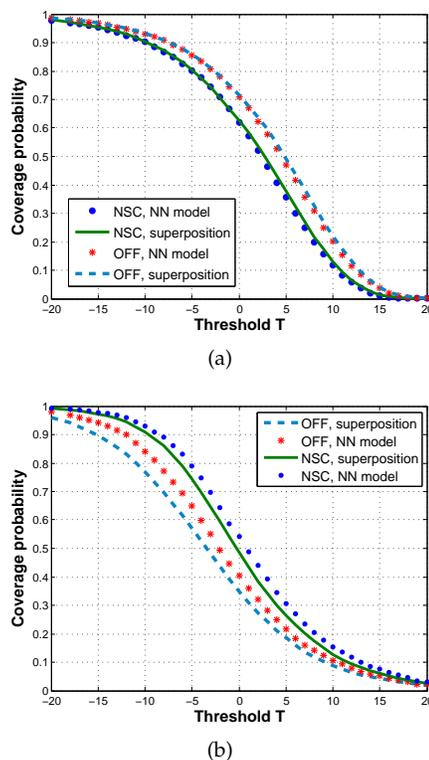 1
0.9
0.8
0.7
0.6
0.5
0.4
0.3
0.2
0.1
0
Coverage probability
NSC, NN model
NSC, superposition
OFF, NN model
OFF, superposition
−20 −15 −10 −5 0 5 10 15 20
Threshold T
(a)
1
0.9
0.8
0.7
0.6
0.5
0.4
0.3
0.2
0.1
0
Coverage probability
OFF, superposition
OFF, NN model
NSC, superposition
NSC, NN model
−20 −15 −10 −5 0 5 10 15 20
Threshold T
(b)